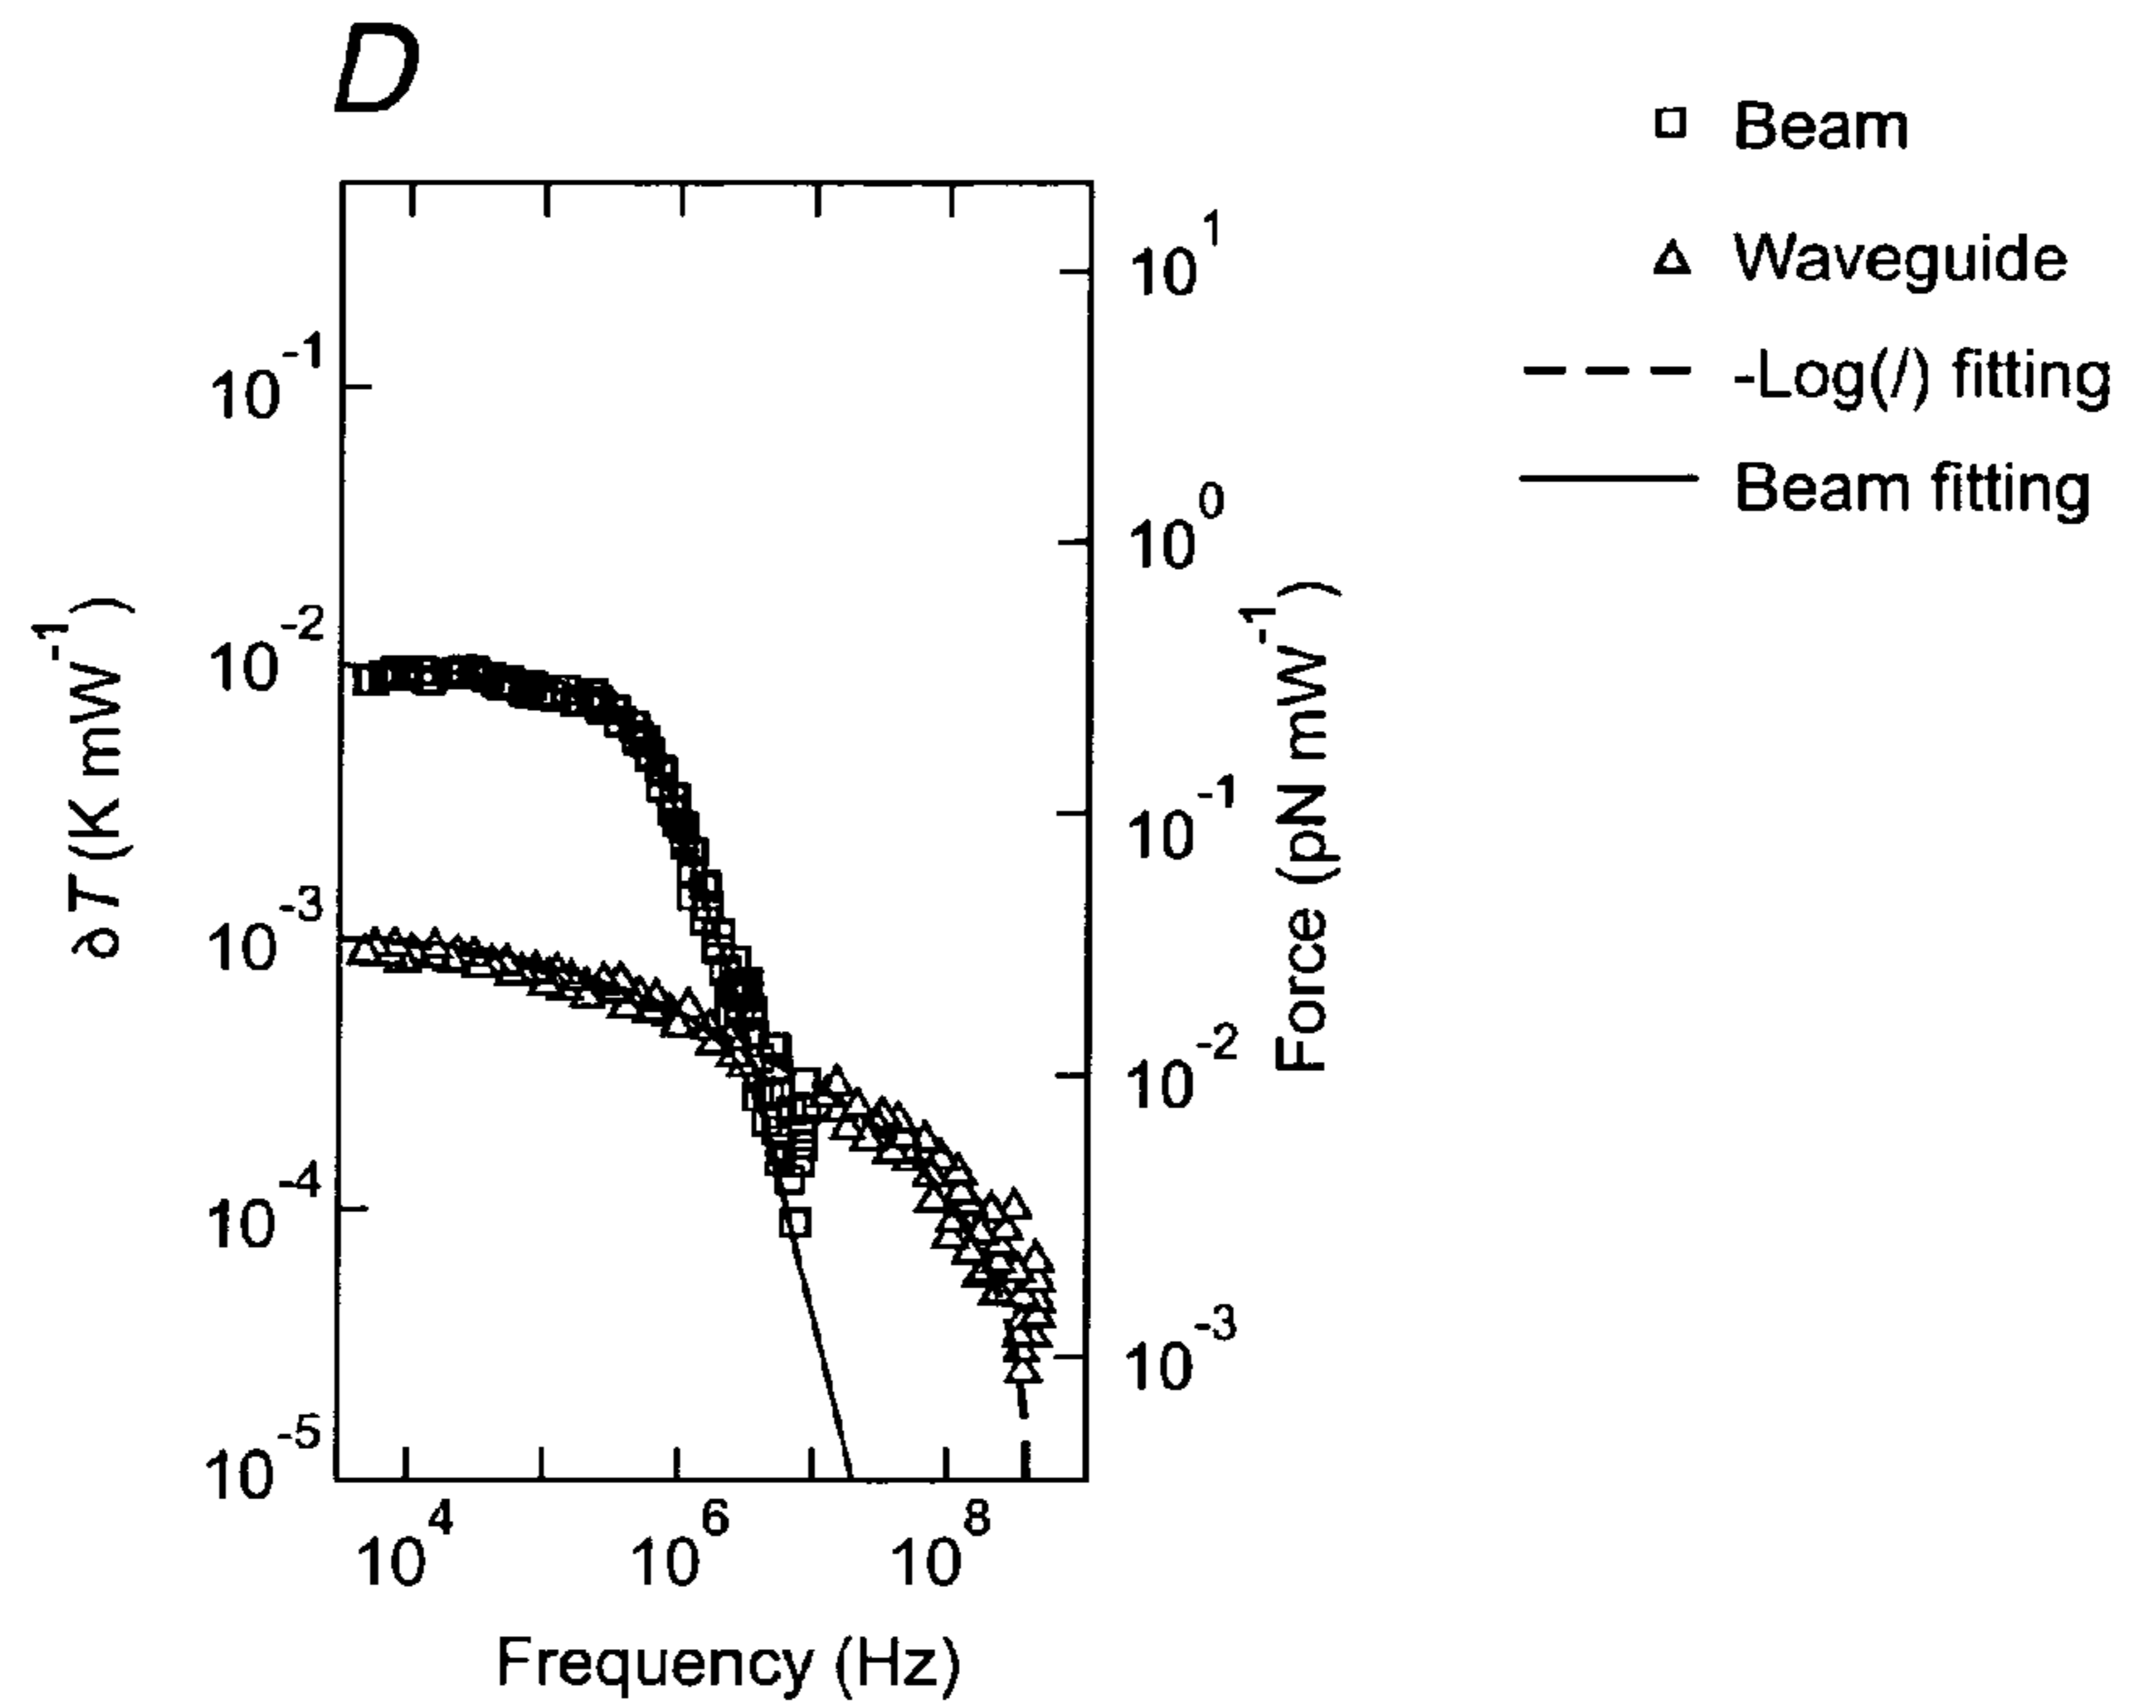 D
Beam
Waveguide
-Log(/) fitting
Beam fitting
10^-1
10^-2
10^-3
10^-4
10^-5
∂T(K mW^-1)
10^1
10^0
10^-1
10^-2
10^-3
Force (pN mW^-1)
10^4 10^6 10^8
Frequency (Hz)